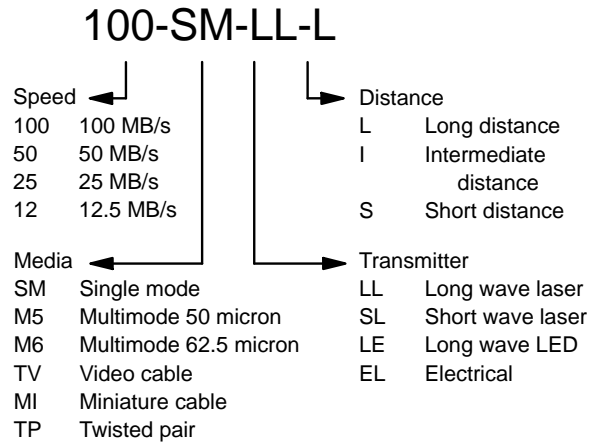 100-SM-LL-L
Speed
100 100 MB/s
50 50 MB/s
25 25 MB/s
12 12.5 MB/s
Distance
L Long distance
I Intermediate
distance
S Short distance
Media
SM Single mode
M5 Multimode 50 micron
M6 Multimode 62.5 micron
TV Video cable
MI Miniature cable
TP Twisted pair
Transmitter
LL Long wave laser
SL Short wave laser
LE Long wave LED
EL Electrical